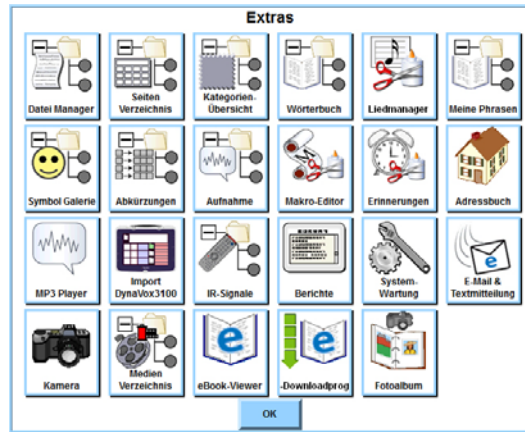 Extras
Datei Manager
Seiten
Verzeichnis
Kategorien-
Übersicht
Wörterbuch
Liedmanager
Meine Phrasen
Symbol Galerie
Abkürzungen
Aufnahme
Makro-Editor
Erinnerungen
Adressbuch
MP3 Player
Import
DynaVox3100
IR-Signale
Berichte
System-
Wartung
E-Mail &
Textmitteilung
Kamera
Medien
Verzeichnis
eBook-Viewer
-Downloadprog
Fotoalbum
OK